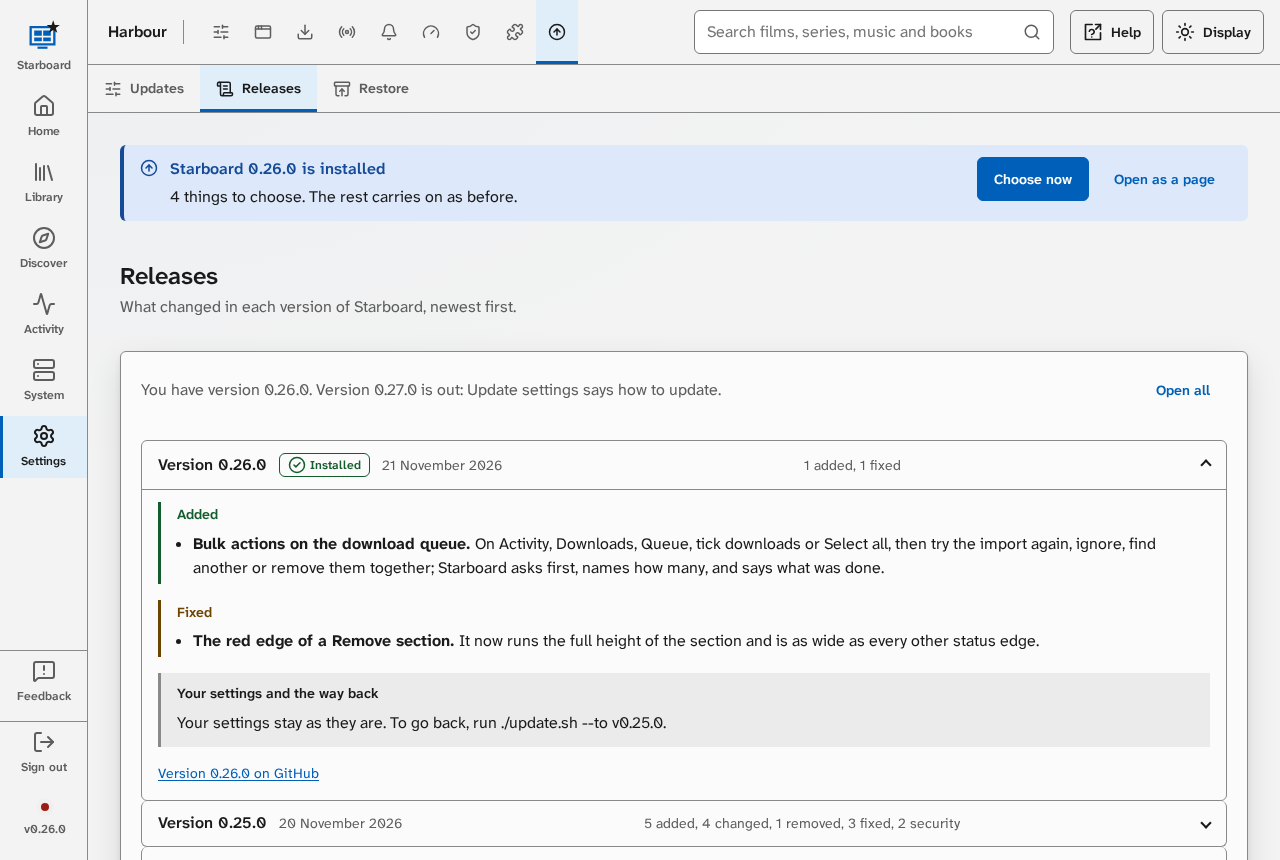 Starboard
Home
Library
Discover
Activity
System
Settings
Feedback
Sign out
v0.26.0
Harbour
Search films, series, music and books
Help
Display
Updates
Releases
Restore
Starboard 0.26.0 is installed
4 things to choose. The rest carries on as before.
Choose now
Open as a page
Releases
What changed in each version of Starboard, newest first.
You have version 0.26.0. Version 0.27.0 is out: Update settings says how to update.
Open all
Version 0.26.0 Installed 21 November 2026 1 added, 1 fixed
Added
• Bulk actions on the download queue. On Activity, Downloads, Queue, tick downloads or Select all, then try the import again, ignore, find
another or remove them together; Starboard asks first, names how many, and says what was done.
Fixed
• The red edge of a Remove section. It now runs the full height of the section and is as wide as every other status edge.
Your settings and the way back
Your settings stay as they are. To go back, run ./update.sh --to v0.25.0.
Version 0.26.0 on GitHub
Version 0.25.0 20 November 2026 5 added, 4 changed, 1 removed, 3 fixed, 2 security